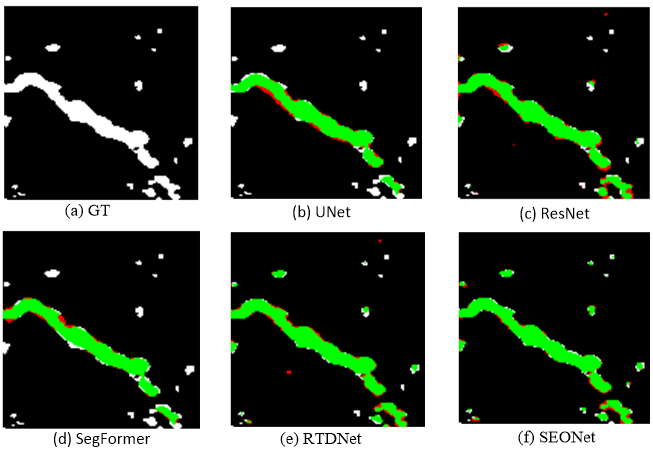 (a) GT
(b) UNet
(c) ResNet
(d) SegFormer
(e) RTDNet
(f) SEONet